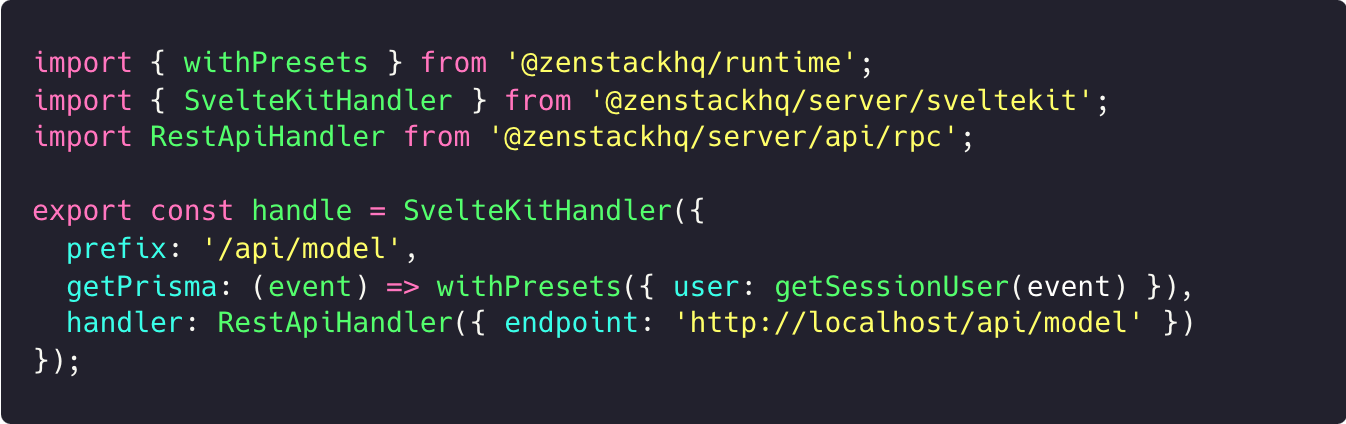 import { withPresets } from '@zenstackhq/runtime';
import { SvelteKitHandler } from '@zenstackhq/server/sveltekit';
import RestApiHandler from '@zenstackhq/server/api/rpc';

export const handle = SvelteKitHandler({
  prefix: '/api/model',
  getPrisma: (event) => withPresets({ user: getSessionUser(event) }),
  handler: RestApiHandler({ endpoint: 'http://localhost/api/model' })
});